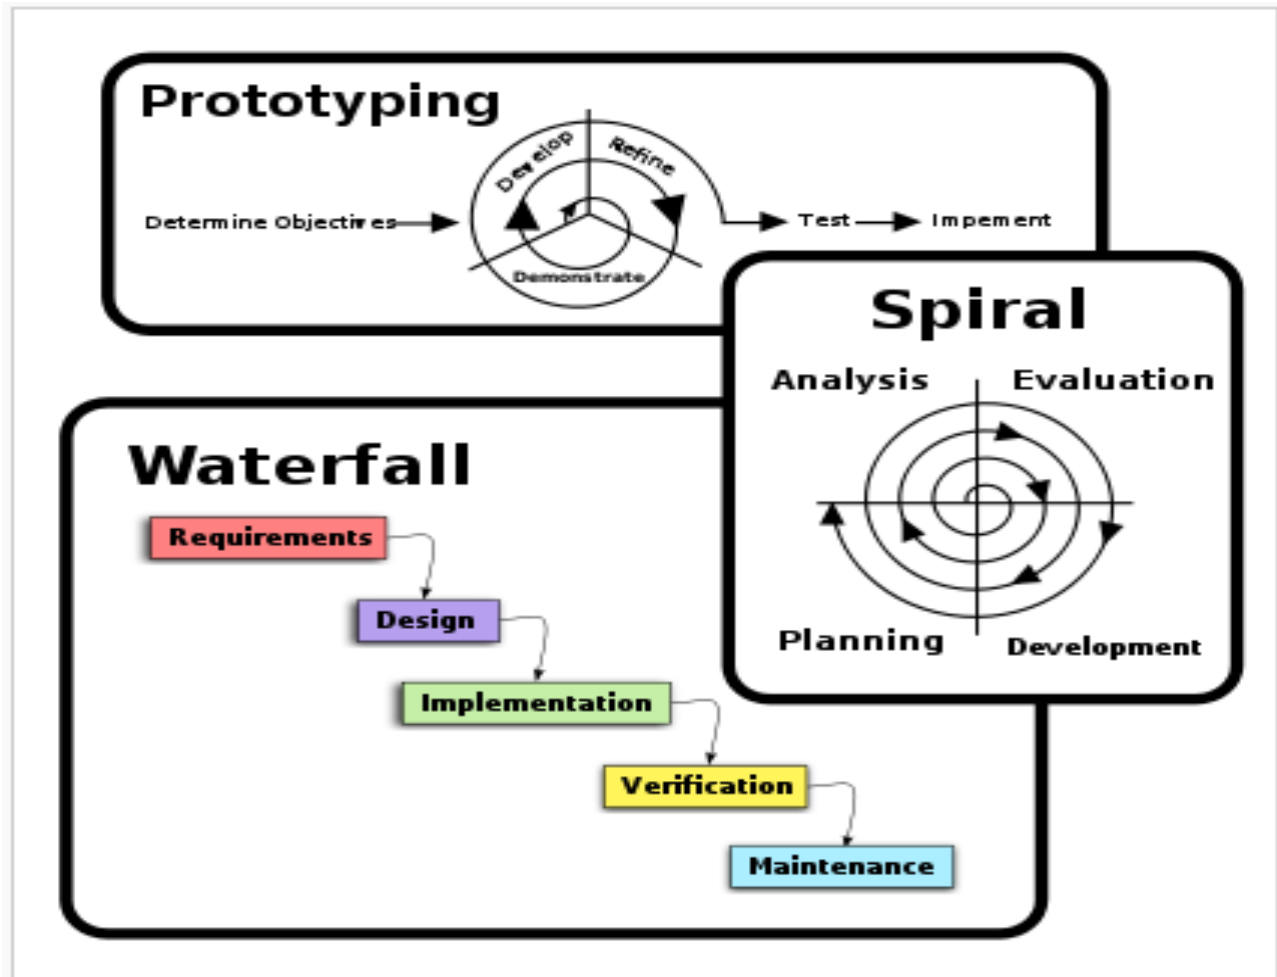 Prototyping
Develop
Refine
Determine Objectives
Test
Impement
Demonstrate
Spiral
Analysis
Evaluation
Planning
Development
Waterfall
Requirements
Design
Implementation
Verification
Maintenance